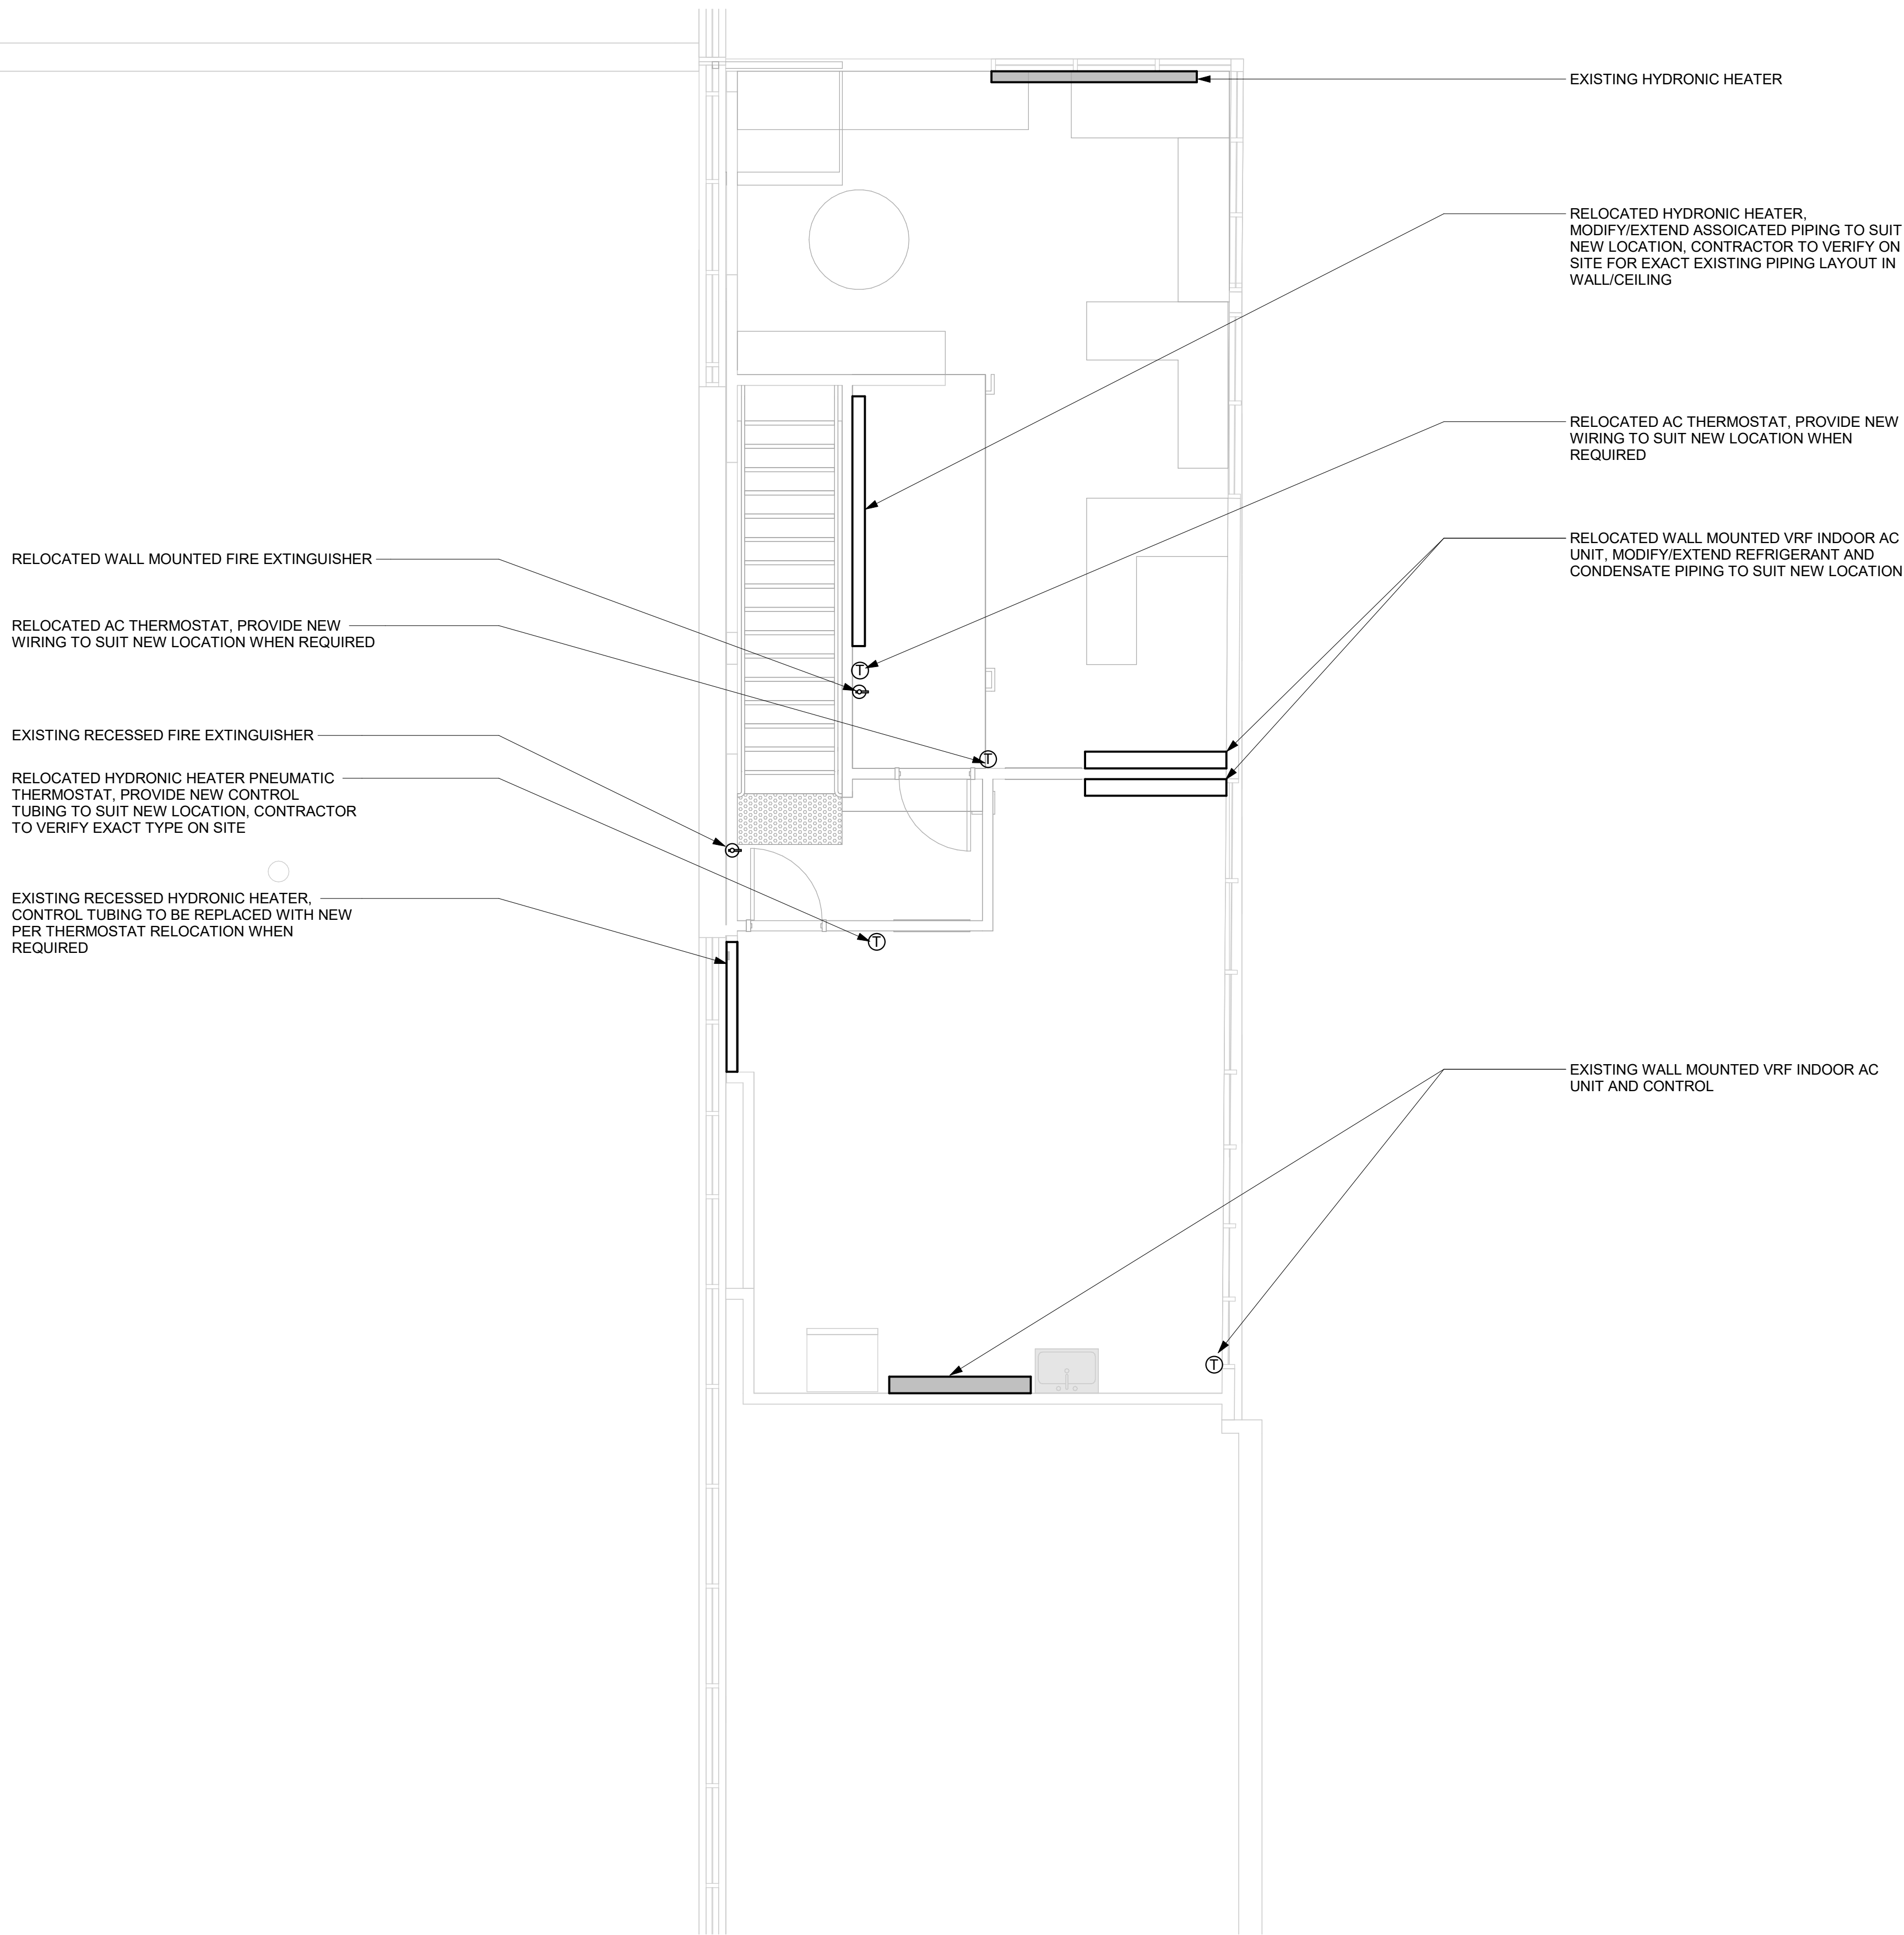 EXISTING HYDRONIC HEATER
RELOCATED HYDRONIC HEATER,
MODIFY/EXTEND ASSOICATED PIPING TO SUIT
NEW LOCATION, CONTRACTOR TO VERIFY ON
SITE FOR EXACT EXISTING PIPING LAYOUT IN
WALL/CEILING
RELOCATED AC THERMOSTAT, PROVIDE NEW
WIRING TO SUIT NEW LOCATION WHEN
REQUIRED
RELOCATED WALL MOUNTED VRF INDOOR AC
UNIT, MODIFY/EXTEND REFRIGERANT AND
CONDENSATE PIPING TO SUIT NEW LOCATION
RELOCATED WALL MOUNTED FIRE EXTINGUISHER
RELOCATED AC THERMOSTAT, PROVIDE NEW
WIRING TO SUIT NEW LOCATION WHEN REQUIRED
T
T
EXISTING RECESSED FIRE EXTINGUISHER
RELOCATED HYDRONIC HEATER PNEUMATIC
THERMOSTAT, PROVIDE NEW CONTROL
TUBING TO SUIT NEW LOCATION, CONTRACTOR
TO VERIFY EXACT TYPE ON SITE
EXISTING RECESSED HYDRONIC HEATER,
CONTROL TUBING TO BE REPLACED WITH NEW
PER THERMOSTAT RELOCATION WHEN
REQUIRED
T
EXISTING WALL MOUNTED VRF INDOOR AC
UNIT AND CONTROL
T